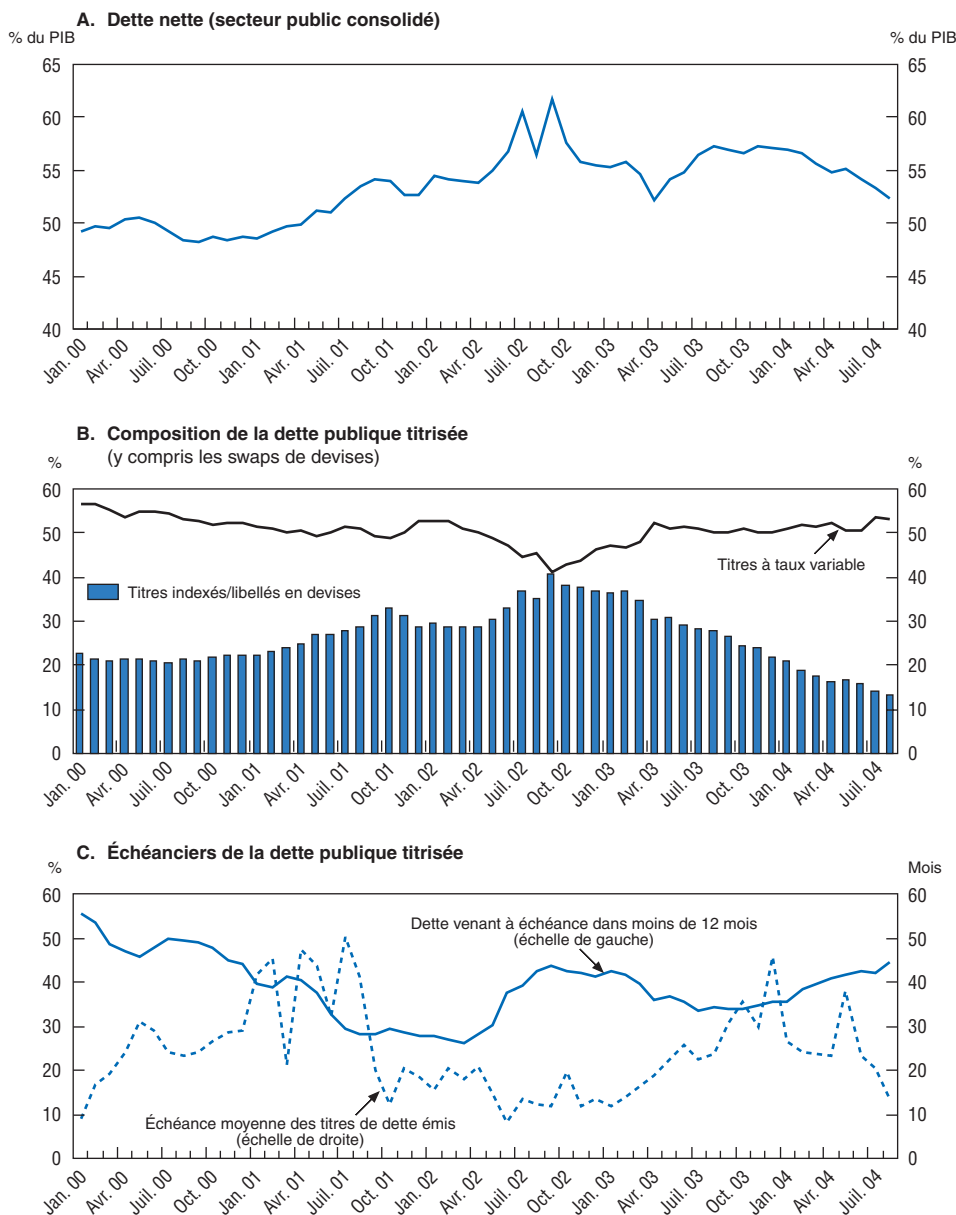 A. Dette nette (secteur public consolidé)
% du PIB % du PIB
65 65
60 60
55 55
50 50
45 45
40 40
Jan. 00 Avr. 00 Juil. 00 Oct. 00 Jan. 01 Avr. 01 Juil. 01 Oct. 01 Jan. 02 Avr. 02 Juil. 02 Oct. 02 Jan. 03 Avr. 03 Juil. 03 Oct. 03 Jan. 04 Avr. 04 Juil. 04
B. Composition de la dette publique titrisée
(y compris les swaps de devises)
% %
60 60
50 50
Titres à taux variable
40 40
Titres indexés/libellés en devises
30 30
20 20
10 10
0 0
Jan. 00 Avr. 00 Juil. 00 Oct. 00 Jan. 01 Avr. 01 Juil. 01 Oct. 01 Jan. 02 Avr. 02 Juil. 02 Oct. 02 Jan. 03 Avr. 03 Juil. 03 Oct. 03 Jan. 04 Avr. 04 Juil. 04
C. Échéanciers de la dette publique titrisée
% Mois
60 60
Dette venant à échéance dans moins de 12 mois
(échelle de gauche)
50 50
40 40
30 30
20 20
10 10
Échéance moyenne des titres de dette émis
(échelle de droite)
0 0
Jan. 00 Avr. 00 Juil. 00 Oct. 00 Jan. 01 Avr. 01 Juil. 01 Oct. 01 Jan. 02 Avr. 02 Juil. 02 Oct. 02 Jan. 03 Avr. 03 Juil. 03 Oct. 03 Jan. 04 Avr. 04 Juil. 04